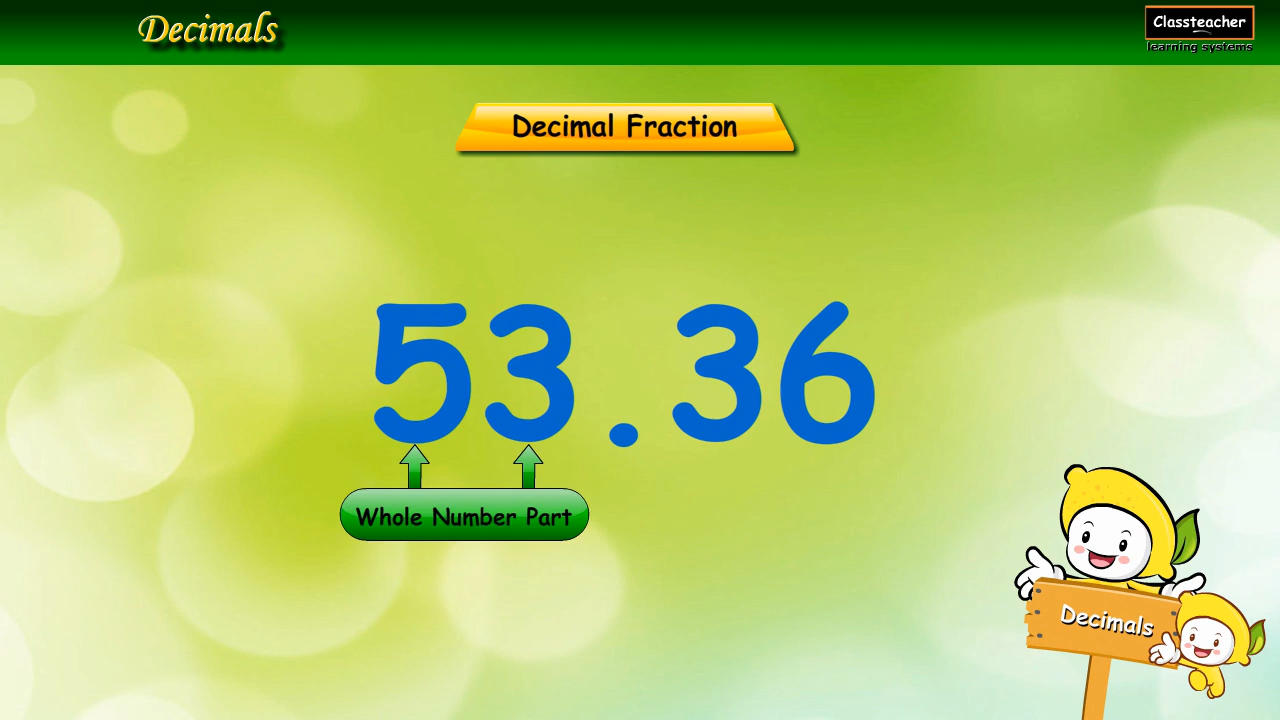 Decimals
Classteacher
learning systems
Decimal Fraction
53.36
Whole Number Part
Decimals